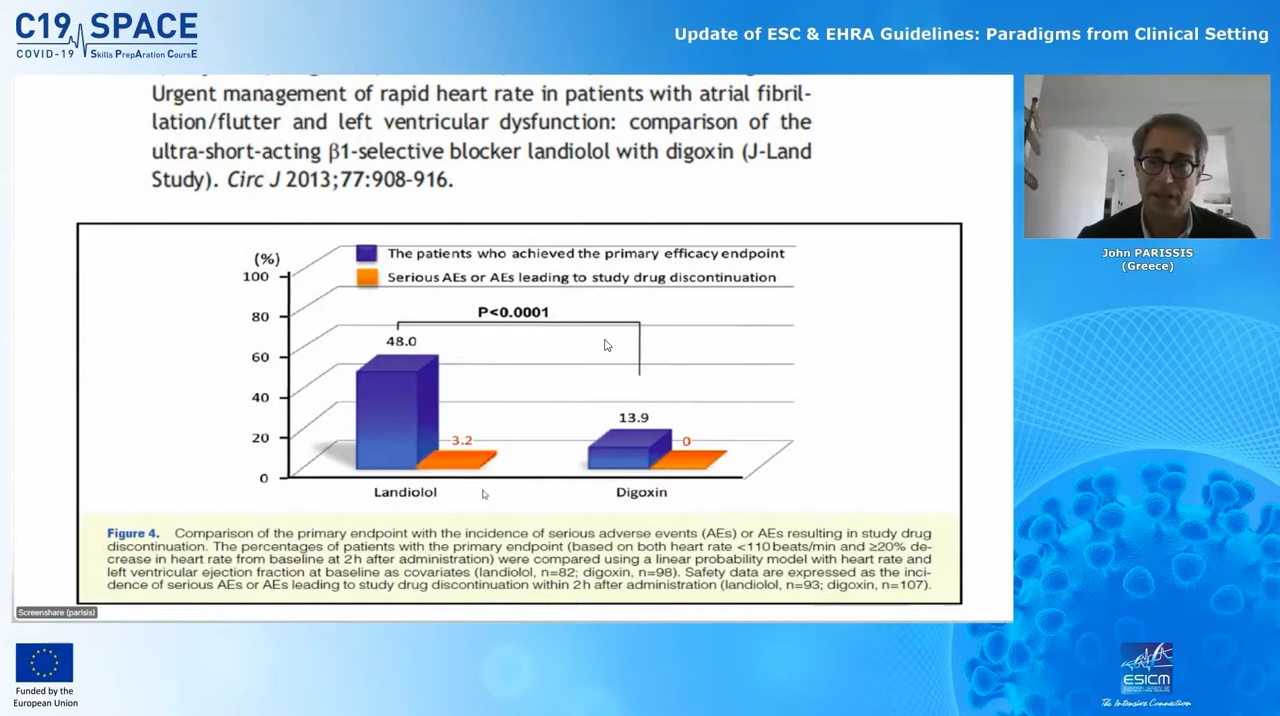 C19 SPACE
COVID-19 Skills PrepAration CoursE
Update of ESC & EHRA Guidelines: Paradigms from Clinical Setting
Urgent management of rapid heart rate in patients with atrial fibril-
lation/flutter and left ventricular dysfunction: comparison of the
ultra-short-acting β1-selective blocker landiolol with digoxin (J-Land
Study). Circ J 2013;77:908-916.
John PARISSIS
(Greece)
(%)
The patients who achieved the primary efficacy endpoint
Serious AEs or AEs leading to study drug discontinuation
100
80
60
40
20
0
P<0.0001
48.0
3.2
13.9
0
Landiolol
Digoxin
Figure 4. Comparison of the primary endpoint with the incidence of serious adverse events (AEs) or AEs resulting in study drug
discontinuation. The percentages of patients with the primary endpoint (based on both heart rate <110 beats/min and ≥20% de-
crease in heart rate from baseline at 2 h after administration) were compared using a linear probability model with heart rate and
left ventricular ejection fraction at baseline as covariates (landiolol, n=82; digoxin, n=98). Safety data are expressed as the inci-
dence of serious AEs or AEs leading to study drug discontinuation within 2 h after administration (landiolol, n=93; digoxin, n=107).
Screenshare (parisis)
Funded by the
European Union
ESICM
The Intensive Connection